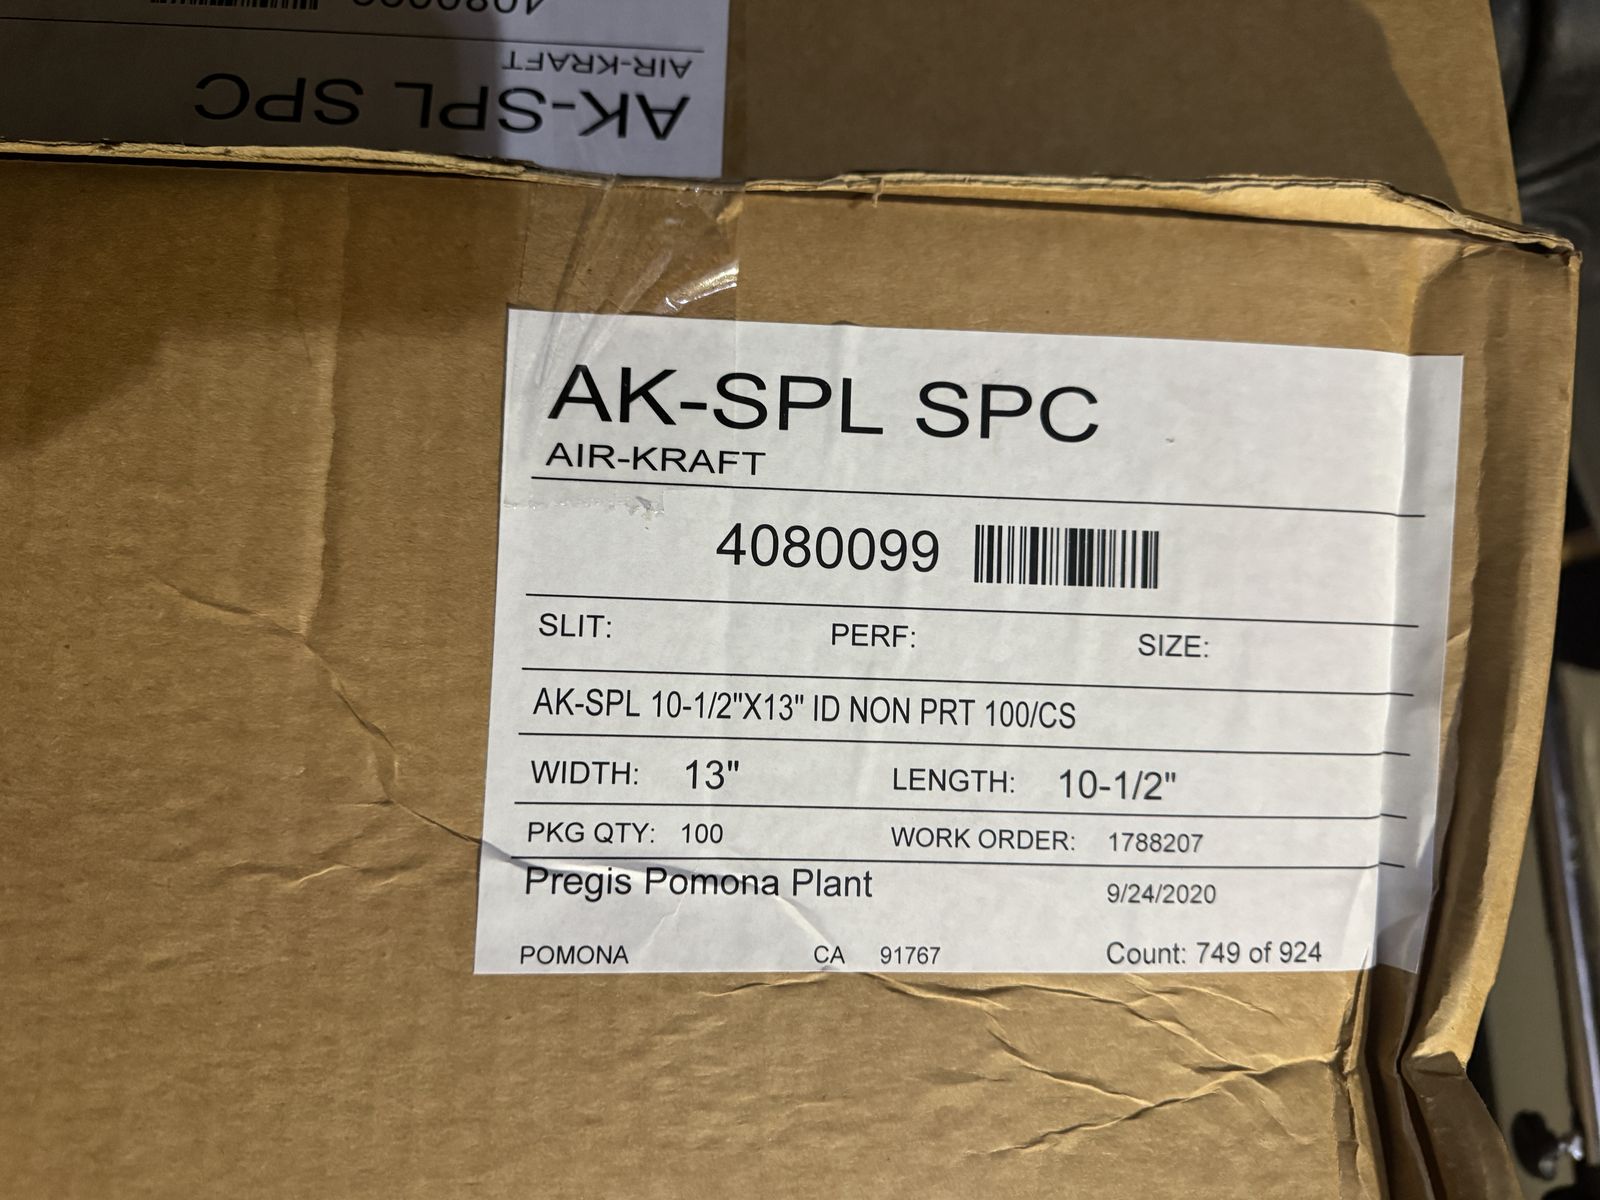 4080099
AIR-KRAFT
AK-SPL SPC
AK-SPL SPC
AIR-KRAFT
4080099
SLIT: PERF: SIZE:
AK-SPL 10-1/2"X13" ID NON PRT 100/CS
WIDTH: 13" LENGTH: 10-1/2"
PKG QTY: 100 WORK ORDER: 1788207
Pregis Pomona Plant 9/24/2020
POMONA CA 91767 Count: 749 of 924